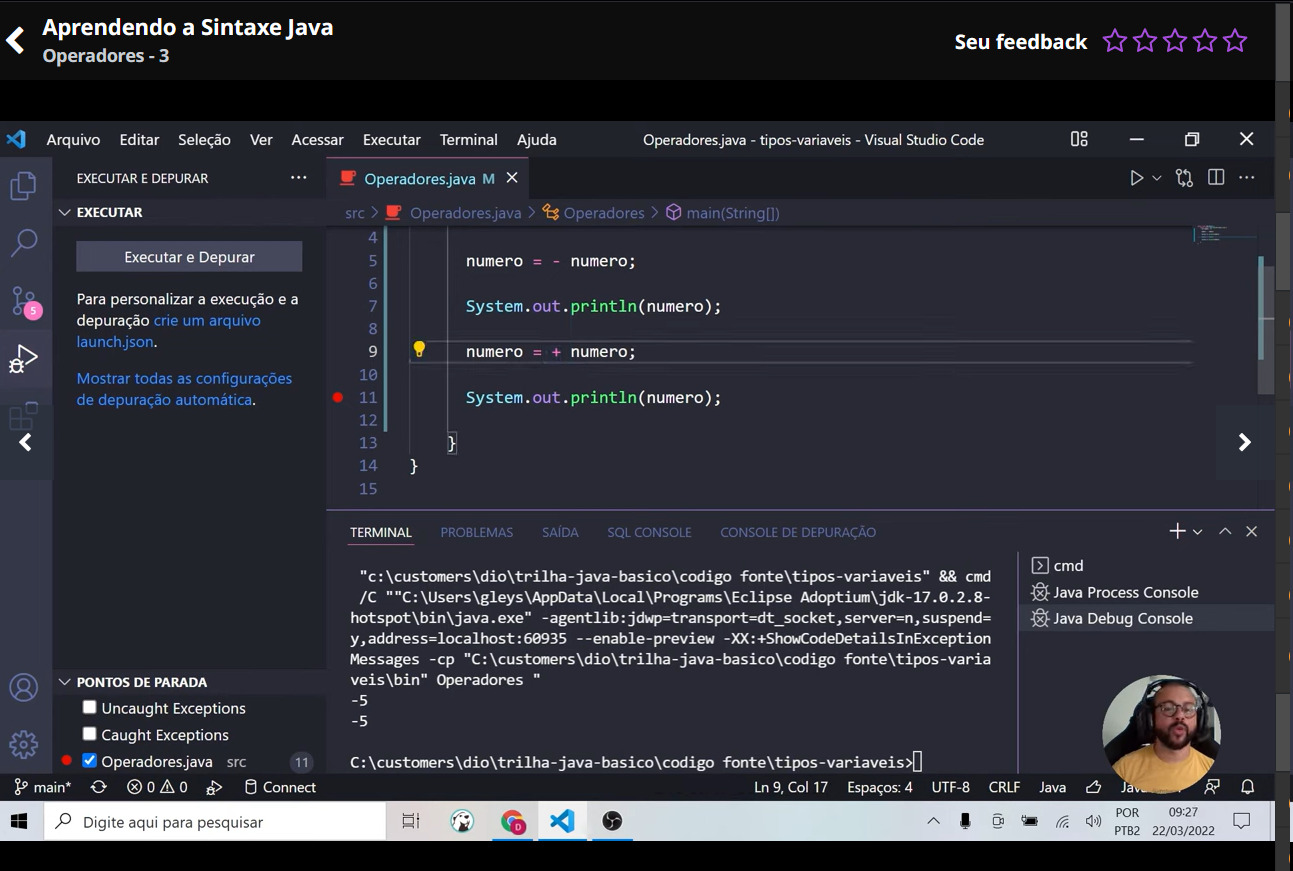 Aprendendo a Sintaxe Java
Operadores - 3
Seu feedback
Arquivo Editar Seleção Ver Acessar Executar Terminal Ajuda Operadores.java - tipos-variaveis - Visual Studio Code
EXECUTAR E DEPURAR
EXECUTAR
Executar e Depurar
Para personalizar a execução e a
depuração crie um arquivo
launch.json.
Mostrar todas as configurações
de depuração automática.
5
Operadores.java M
src > Operadores.java > Operadores > main(String[])
4
5 numero = - numero;
6
7 System.out.println(numero);
8
9 numero = + numero;
10
11 System.out.println(numero);
12
13 }
14 }
15
TERMINAL PROBLEMAS SAÍDA SQL CONSOLE CONSOLE DE DEPURAÇÃO
"c:\customers\dio\trilha-java-basico\codigo fonte\tipos-variaveis" && cmd
/C ""C:\Users\gleys\AppData\Local\Programs\Eclipse Adoptium\jdk-17.0.2.8-
hotspot\bin\java.exe" -agentlib:jdwp=transport=dt_socket,server=n,suspend=
y,address=localhost:60935 --enable-preview -XX:+ShowCodeDetailsInException
Messages -cp "C:\customers\dio\trilha-java-basico\codigo fonte\tipos-varia
veis\bin" Operadores "
-5
-5
C:\customers\dio\trilha-java-basico\codigo fonte\tipos-variaveis>
cmd
Java Process Console
Java Debug Console
PONTOS DE PARADA
Uncaught Exceptions
Caught Exceptions
Operadores.java src 11
main* 0 0 Connect Ln 9, Col 17 Espaços: 4 UTF-8 CRLF Java
Digite aqui para pesquisar
POR
PTB2
09:27
22/03/2022